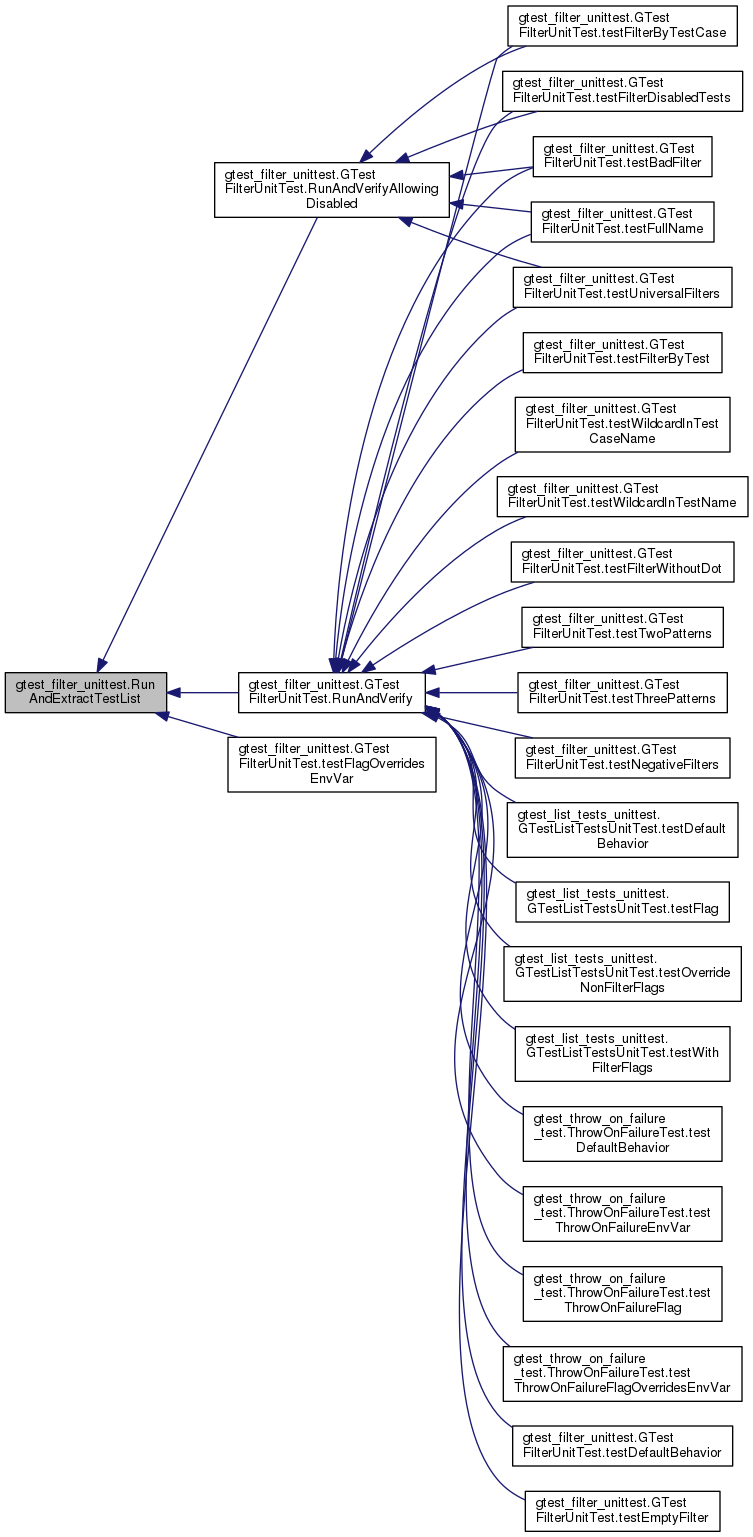 gtest_filter_unittest.GTest
FilterUnitTest.testFilterByTestCase
gtest_filter_unittest.GTest
FilterUnitTest.testFilterDisabledTests
gtest_filter_unittest.GTest
FilterUnitTest.testBadFilter
gtest_filter_unittest.GTest
FilterUnitTest.RunAndVerifyAllowing
Disabled
gtest_filter_unittest.GTest
FilterUnitTest.testFullName
gtest_filter_unittest.GTest
FilterUnitTest.testUniversalFilters
gtest_filter_unittest.GTest
FilterUnitTest.testFilterByTest
gtest_filter_unittest.GTest
FilterUnitTest.testWildcardInTest
CaseName
gtest_filter_unittest.GTest
FilterUnitTest.testWildcardInTestName
gtest_filter_unittest.GTest
FilterUnitTest.testFilterWithoutDot
gtest_filter_unittest.GTest
FilterUnitTest.testTwoPatterns
gtest_filter_unittest.Run
AndExtractTestList
gtest_filter_unittest.GTest
FilterUnitTest.RunAndVerify
gtest_filter_unittest.GTest
FilterUnitTest.testThreePatterns
gtest_filter_unittest.GTest
FilterUnitTest.testFlagOverrides
EnvVar
gtest_filter_unittest.GTest
FilterUnitTest.testNegativeFilters
gtest_list_tests_unittest.
GTestListTestsUnitTest.testDefault
Behavior
gtest_list_tests_unittest.
GTestListTestsUnitTest.testFlag
gtest_list_tests_unittest.
GTestListTestsUnitTest.testOverride
NonFilterFlags
gtest_list_tests_unittest.
GTestListTestsUnitTest.testWith
FilterFlags
gtest_throw_on_failure
_test.ThrowOnFailureTest.test
DefaultBehavior
gtest_throw_on_failure
_test.ThrowOnFailureTest.test
ThrowOnFailureEnvVar
gtest_throw_on_failure
_test.ThrowOnFailureTest.test
ThrowOnFailureFlag
gtest_throw_on_failure
_test.ThrowOnFailureTest.test
ThrowOnFailureFlagOverridesEnvVar
gtest_filter_unittest.GTest
FilterUnitTest.testDefaultBehavior
gtest_filter_unittest.GTest
FilterUnitTest.testEmptyFilter